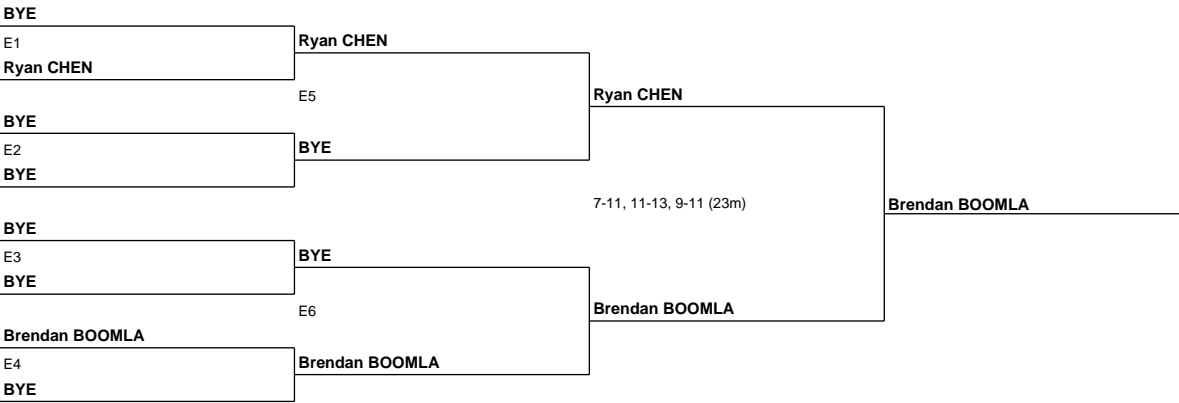 BYE
E1
Ryan CHEN
BYE
E2
BYE
BYE
E3
BYE
Brendan BOOMLA
E4
BYE
Ryan CHEN
E5
BYE
BYE
E6
Brendan BOOMLA
Ryan CHEN
7-11, 11-13, 9-11 (23m)
Brendan BOOMLA
Brendan BOOMLA